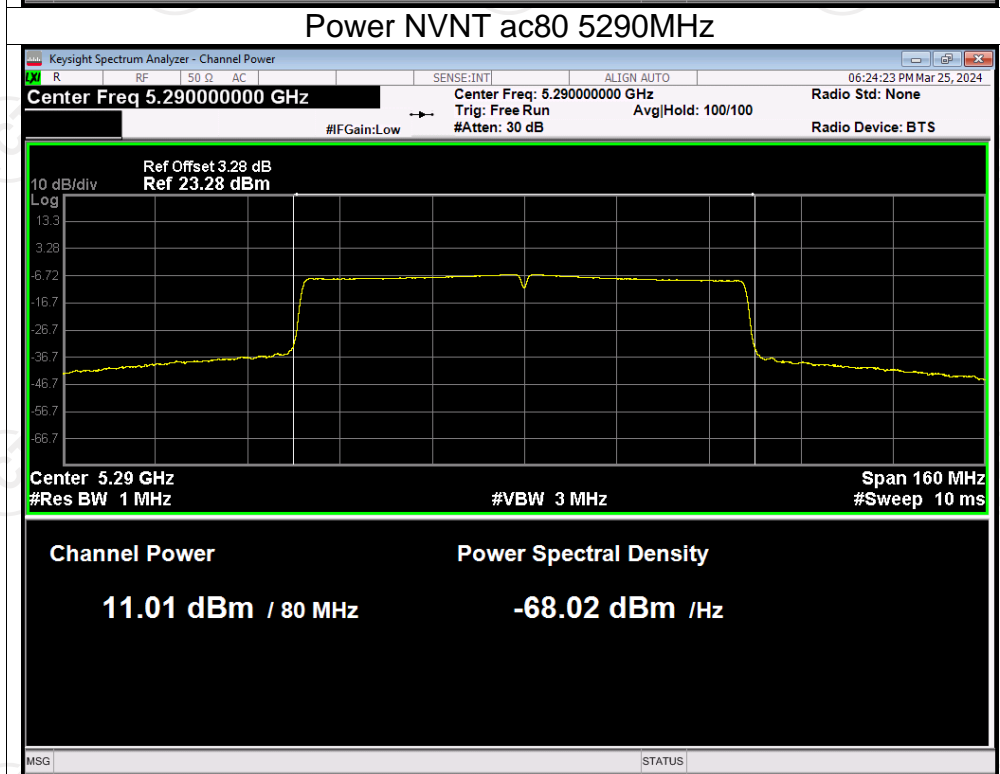 Power NVNT ac80 5290MHz
Keysight Spectrum Analyzer - Channel Power
LXI R RF 50 Ω AC SENSE:INT ALIGN AUTO 06:24:23 PM Mar 25, 2024
Center Freq 5.290000000 GHz
Center Freq: 5.290000000 GHz
Radio Std: None
Trig: Free Run Avg|Hold: 100/100
#IFGain:Low #Atten: 30 dB Radio Device: BTS
Ref Offset 3.28 dB
10 dB/div Ref 23.28 dBm
Log
13.3
3.28
-6.72
-16.7
-26.7
-36.7
-46.7
-56.7
-66.7
Center 5.29 GHz Span 160 MHz
#Res BW 1 MHz #VBW 3 MHz #Sweep 10 ms
Channel Power Power Spectral Density
11.01 dBm / 80 MHz -68.02 dBm /Hz
MSG STATUS